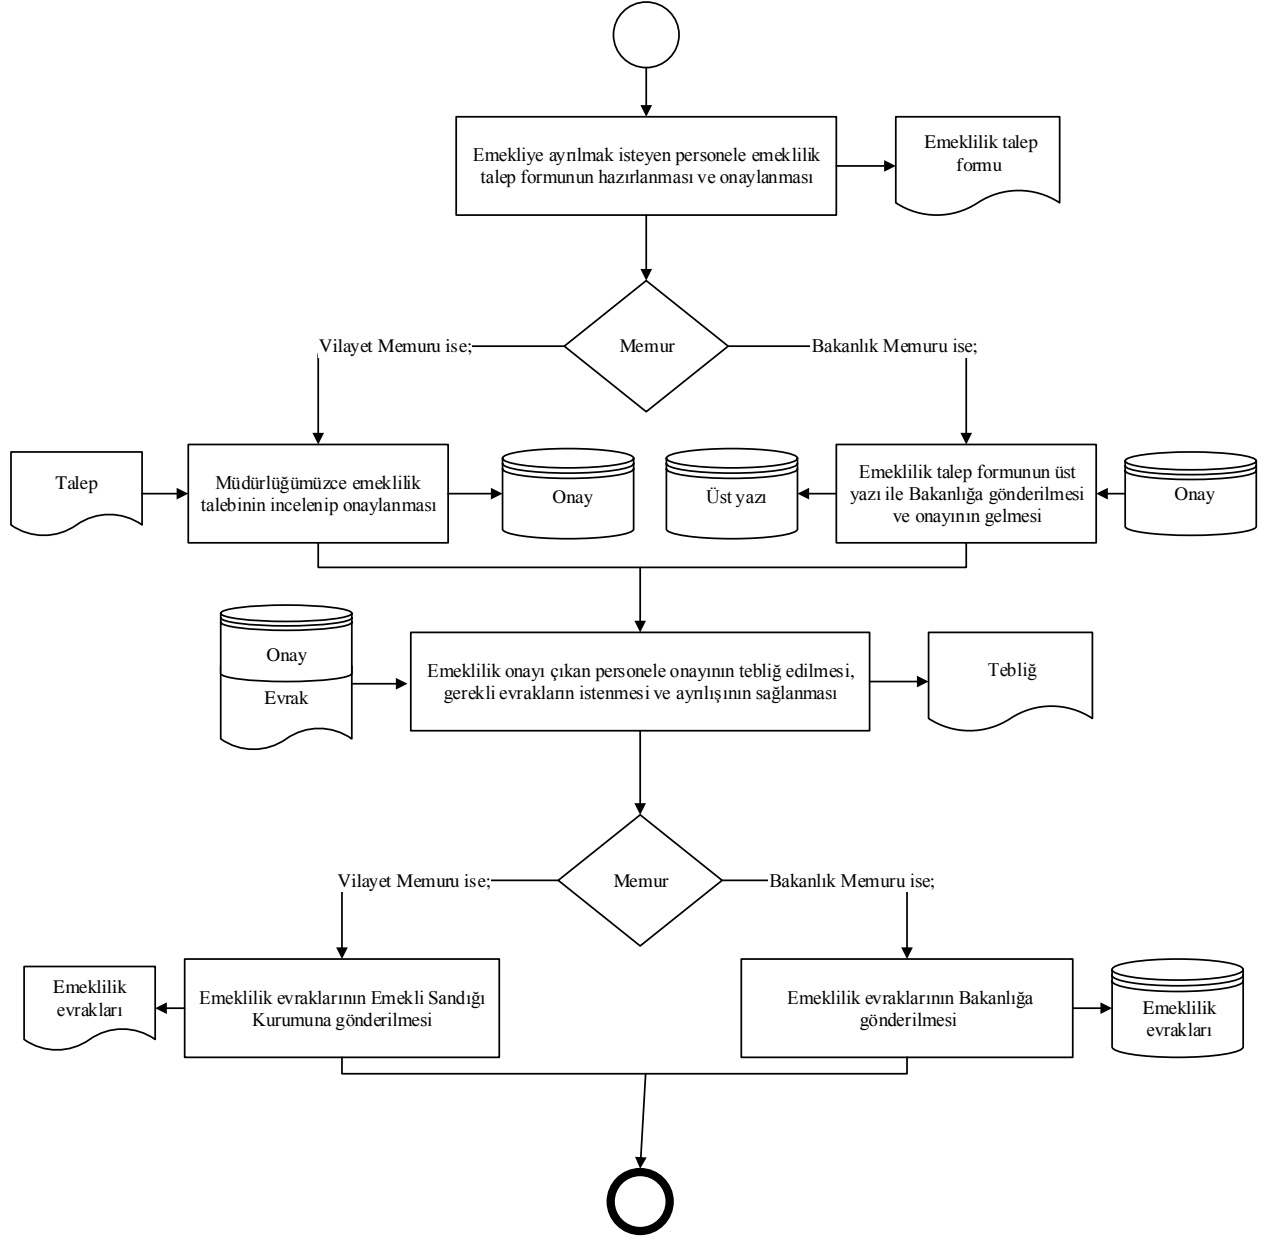 Emekliye ayrılmak isteyen personele emeklilik
talep formunun hazırlanması ve onaylanması
Emeklilik talep
formu
Memur
Vilayet Memuru ise;
Bakanlık Memuru ise;
Talep
Müdürlüğümüzce emeklilik
talebinin incelenip onaylanması
Onay
Üst yazı
Emeklilik talep formunun üst
yazı ile Bakanlığa gönderilmesi
ve onayının gelmesi
Onay
Onay
Evrak
Emeklilik onayı çıkan personele onayının tebliğ edilmesi,
gerekli evrakların istenmesi ve ayrılışının sağlanması
Tebliğ
Memur
Vilayet Memuru ise;
Bakanlık Memuru ise;
Emeklilik
evrakları
Emeklilik evraklarının Emekli Sandığı
Kurumuna gönderilmesi
Emeklilik evraklarının Bakanlığa
gönderilmesi
Emeklilik
evrakları